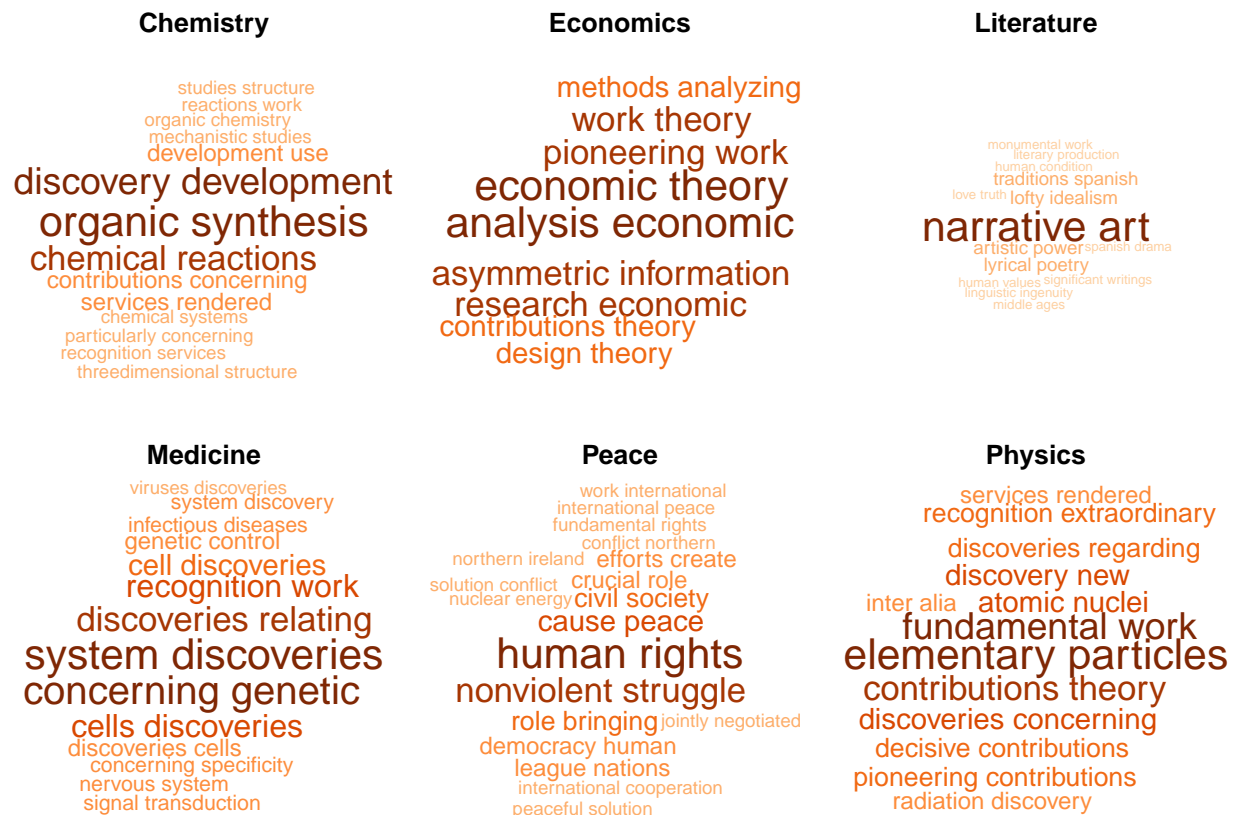 Chemistry
studies structure
reactions work
organic chemistry
mechanistic studies
development use
discovery development
organic synthesis
chemical reactions
contributions concerning
services rendered
chemical systems
particularly concerning
recognition services
threedimensional structure
Economics
methods analyzing
work theory
pioneering work
economic theory
analysis economic
asymmetric information
research economic
contributions theory
design theory
Literature
monumental work
literary production
human condition
traditions spanish
love truth lofty idealism
narrative art
artistic power spanish drama
lyrical poetry
human values significant writings
linguistic ingenuity
middle ages
Medicine
viruses discoveries
system discovery
infectious diseases
genetic control
cell discoveries
recognition work
discoveries relating
system discoveries
concerning genetic
cells discoveries
discoveries cells
concerning specificity
nervous system
signal transduction
Peace
work international
international peace
fundamental rights
conflict northern
northern ireland efforts create
solution conflict crucial role
nuclear energy civil society
cause peace
human rights
nonviolent struggle
role bringing jointly negotiated
democracy human
league nations
international cooperation
peaceful solution
Physics
services rendered
recognition extraordinary
discoveries regarding
discovery new
inter alia atomic nuclei
fundamental work
elementary particles
contributions theory
discoveries concerning
decisive contributions
pioneering contributions
radiation discovery